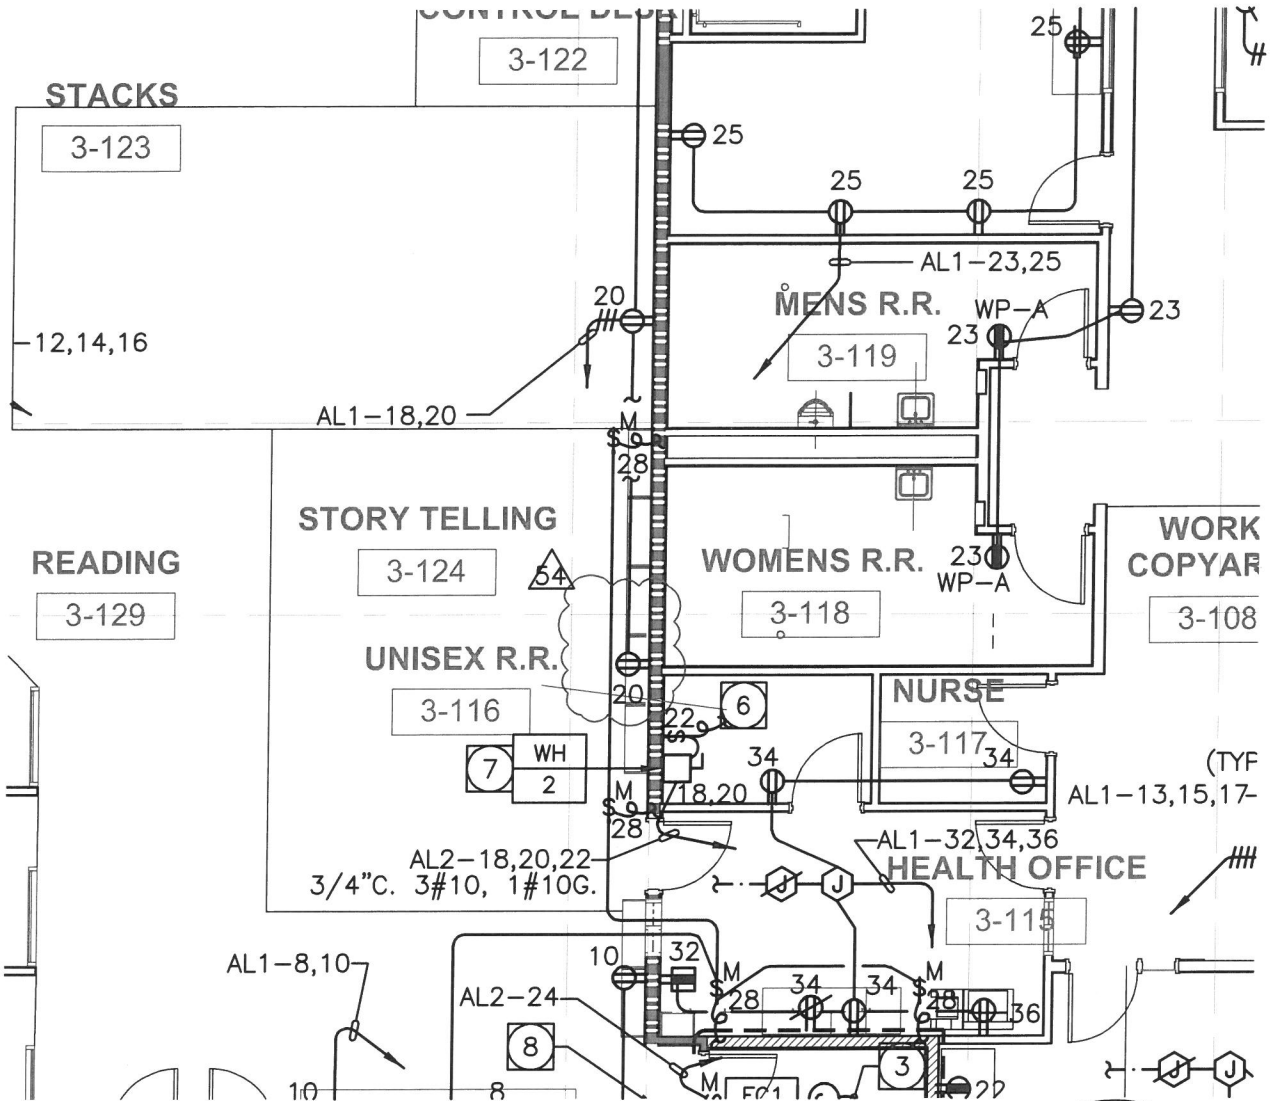 CONTROL DESK
3-122
25
STACKS
3-123
25
25
25
AL1-23,25
20
MENS R.R.
WP-A
23
23
12,14,16
3-119
AL1-18,20
M
S
28
STORY TELLING
WORK
READING
3-124
54
WOMENS R.R.
23
COPYAR
WP-A
3-129
3-118
3-108
UNISEX R.R.
20
NURSE
3-116
22
6
S
3-117
7
WH
2
34
34
(TYP
M
S
28
18,20
AL1-13,15,17-
AL2-18,20,22
AL1-32,34,36
3/4"C. 3#10, 1#10G.
HEALTH OFFICE
J
J
3-115
AL1-8,10
10
32
M
S
28
34
34
M
S
28
36
AL2-24
8
3
J
J
10
8
M
EC1
22